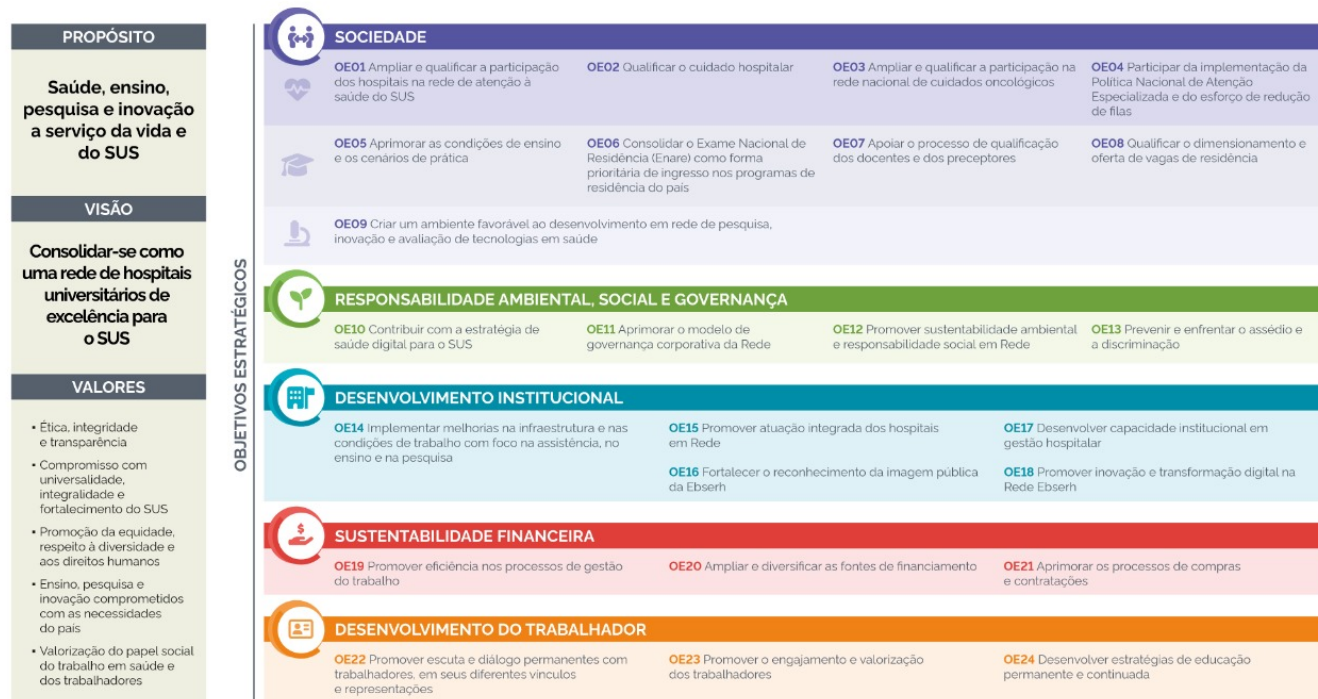 PROPÓSITO
Saúde, ensino,
pesquisa e inovação
a serviço da vida e
do SUS
VISÃO
Consolidar-se como
uma rede de hospitais
universitários de
excelência para
o SUS
VALORES
▪ Ética, integridade
e transparência
▪ Compromisso com
universalidade,
integralidade e
fortalecimento do SUS
▪ Promoção da equidade,
respeito à diversidade e
aos direitos humanos
▪ Ensino, pesquisa e
inovação comprometidos
com as necessidades
do país
▪ Valorização do papel social
do trabalho em saúde e
dos trabalhadores
OBJETIVOS ESTRATÉGICOS
SOCIEDADE
OE01 Ampliar e qualificar a participação
dos hospitais na rede de atenção à
saúde do SUS
OE02 Qualificar o cuidado hospitalar
OE03 Ampliar e qualificar a participação na
rede nacional de cuidados oncológicos
OE04 Participar da implementação da
Política Nacional de Atenção
Especializada e do esforço de redução
de filas
OE05 Aprimorar as condições de ensino
e os cenários de prática
OE06 Consolidar o Exame Nacional de
Residência (Enare) como forma
prioritária de ingresso nos programas de
residência do país
OE07 Apoiar o processo de qualificação
dos docentes e dos preceptores
OE08 Qualificar o dimensionamento e
oferta de vagas de residência
OE09 Criar um ambiente favorável ao desenvolvimento em rede de pesquisa,
inovação e avaliação de tecnologias em saúde
RESPONSABILIDADE AMBIENTAL, SOCIAL E GOVERNANÇA
OE10 Contribuir com a estratégia de
saúde digital para o SUS
OE11 Aprimorar o modelo de
governança corporativa da Rede
OE12 Promover sustentabilidade ambiental
e responsabilidade social em Rede
OE13 Prevenir e enfrentar o assédio e
a discriminação
DESENVOLVIMENTO INSTITUCIONAL
OE14 Implementar melhorias na infraestrutura e nas
condições de trabalho com foco na assistência, no
ensino e na pesquisa
OE15 Promover atuação integrada dos hospitais
em Rede
OE16 Fortalecer o reconhecimento da imagem pública
da Ebserh
OE17 Desenvolver capacidade institucional em
gestão hospitalar
OE18 Promover inovação e transformação digital na
Rede Ebserh
$
SUSTENTABILIDADE FINANCEIRA
OE19 Promover eficiência nos processos de gestão
do trabalho
OE20 Ampliar e diversificar as fontes de financiamento
OE21 Aprimorar os processos de compras
e contratações
DESENVOLVIMENTO DO TRABALHADOR
OE22 Promover escuta e diálogo permanentes com
trabalhadores, em seus diferentes vínculos
e representações
OE23 Promover o engajamento e valorização
dos trabalhadores
OE24 Desenvolver estratégias de educação
permanente e continuada